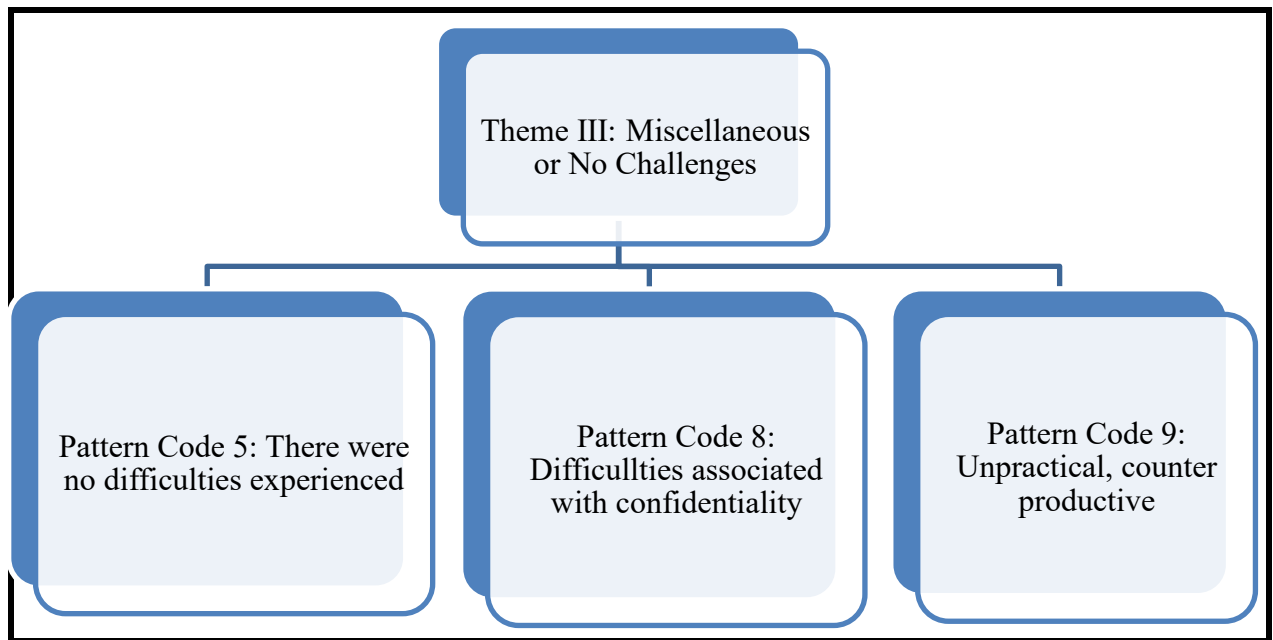 Theme III: Miscellaneous
or No Challenges
Pattern Code 5: There were
no difficulties experienced
Pattern Code 8:
Difficullties associated
with confidentiality
Pattern Code 9:
Unpractical, counter
productive